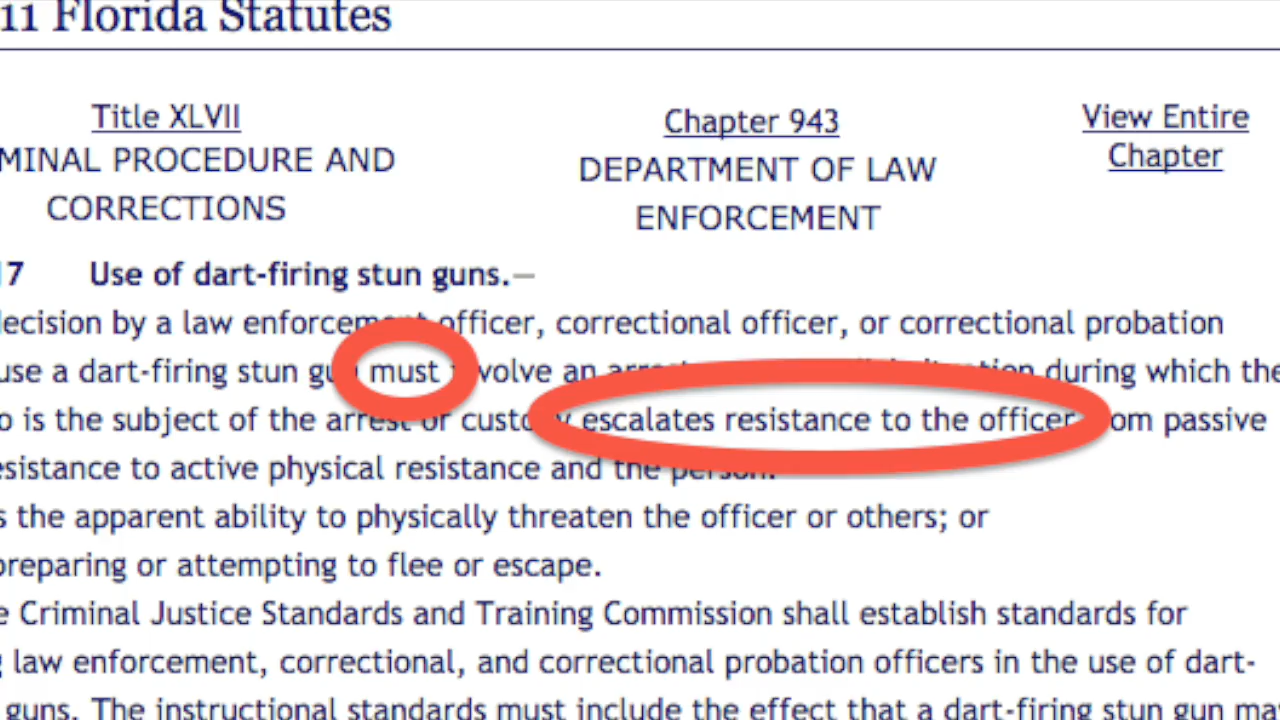 11 Florida Statutes
Title XLVII
MINAL PROCEDURE AND
CORRECTIONS
Chapter 943
DEPARTMENT OF LAW
ENFORCEMENT
View Entire
Chapter
17 Use of dart-firing stun guns.—
decision by a law enforcement officer, correctional officer, or correctional probation
use a dart-firing stun gun must involve an arrest during which the
o is the subject of the arrest or custody escalates resistance to the officer from passive
esistance to active physical resistance and the person:
s the apparent ability to physically threaten the officer or others; or
preparing or attempting to flee or escape.
e Criminal Justice Standards and Training Commission shall establish standards for
g law enforcement, correctional, and correctional probation officers in the use of dart-
guns. The instructional standards must include the effect that a dart-firing stun gun may